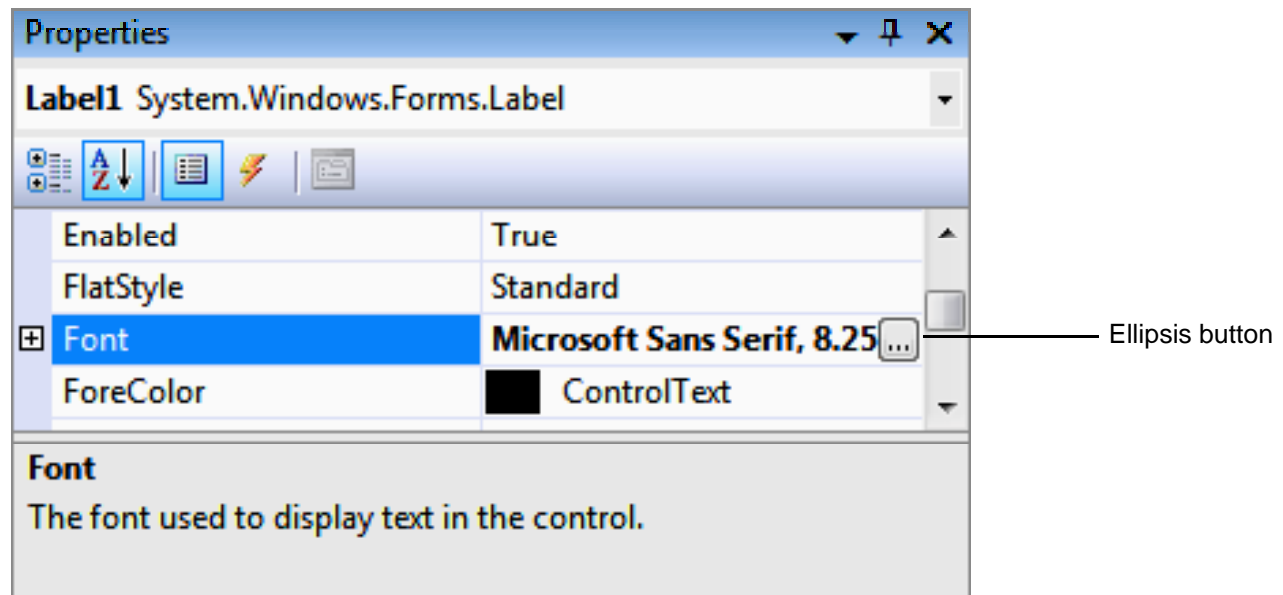 Properties
Label1 System.Windows.Forms.Label
A
Z
Enabled True
FlatStyle Standard
Font Microsoft Sans Serif, 8.25 ...
Ellipsis button
ForeColor ControlText
Font
The font used to display text in the control.